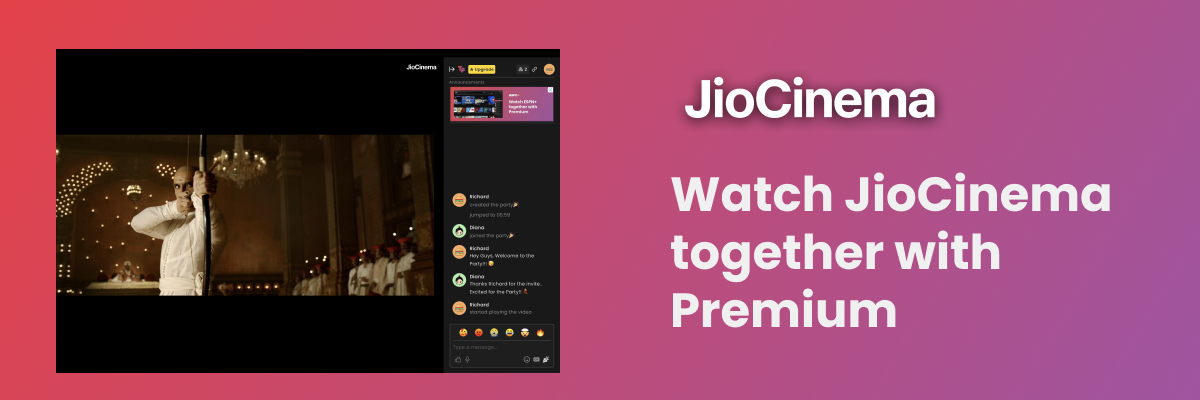 JioCinema
Tp
Upgrade
2
Announcements
ESPN+
Watch ESPN+
together with
Premium
Richard
created the party🎉
jumped to 05:59
Diana
joined the party🎉
Richard
Hey Guys, Welcome to the
Party!!! 🥳
Diana
Thanks Richard for the invite,
Excited for the Party!! 💃
Richard
started playing the video
Type a message...
JioCinema
Watch JioCinema
together with
Premium